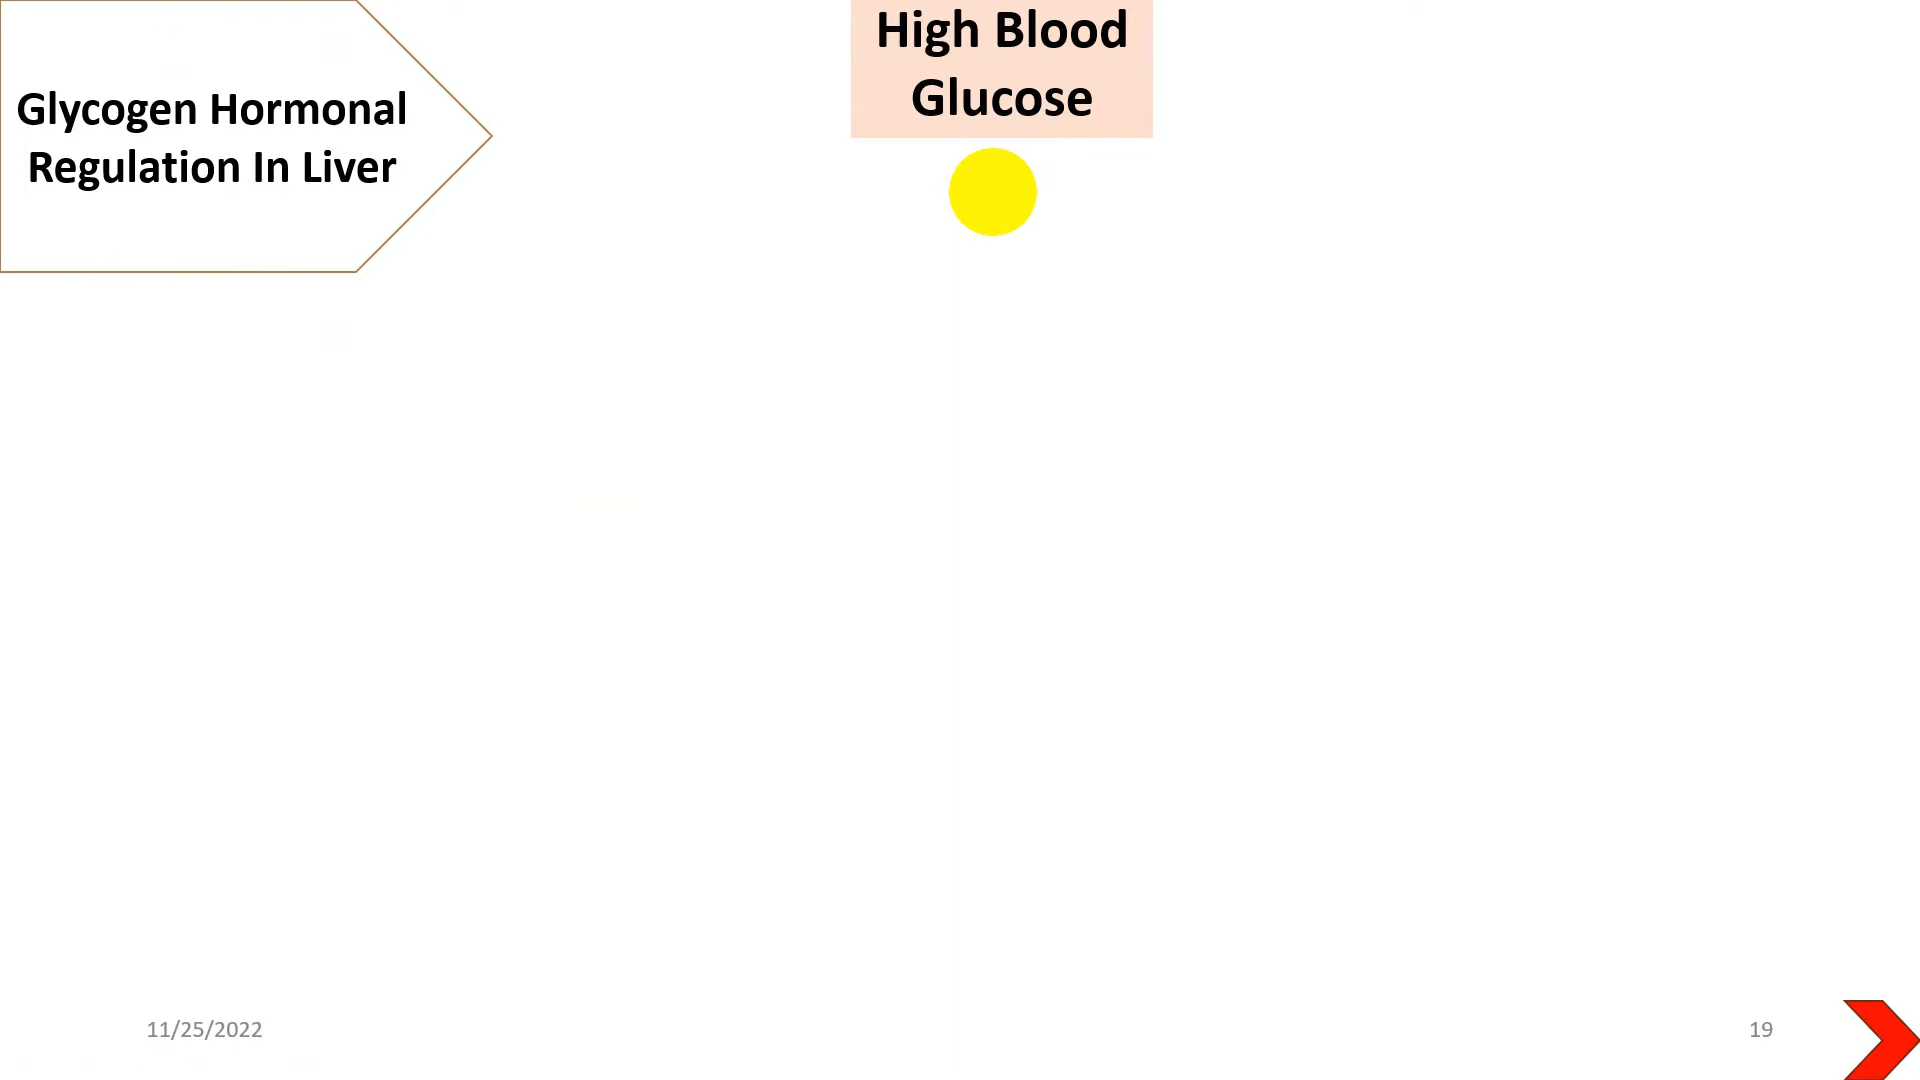 Glycogen Hormonal
Regulation In Liver
High Blood
Glucose
11/25/2022
19